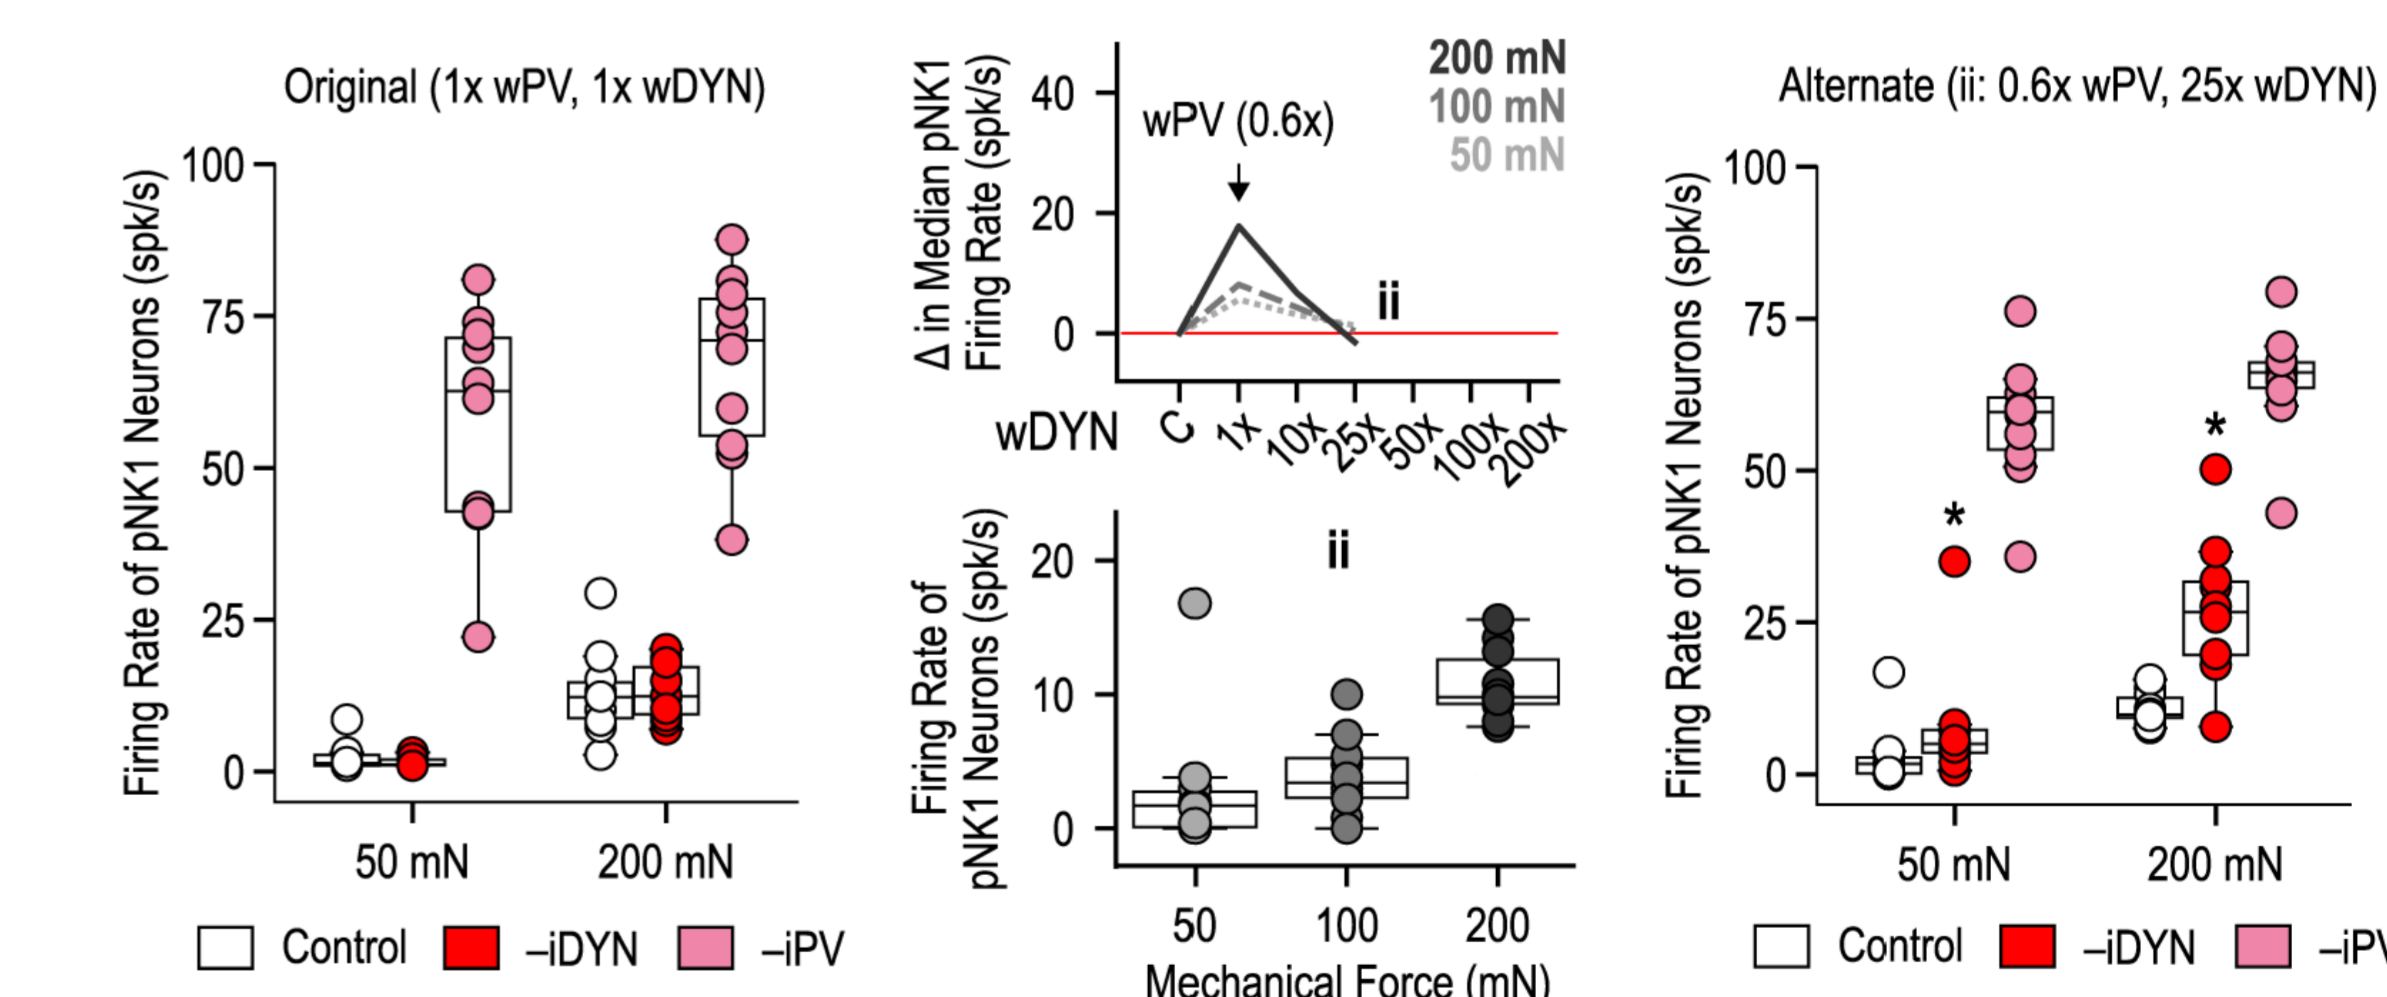 Original (1x wPV, 1x wDYN)
Firing Rate of pNK1 Neurons (spk/s)
100
75
50
25
0
50 mN
200 mN
Control
–iDYN
–iPV
Δ in Median pNK1
Firing Rate (spk/s)
40
20
0
wPV (0.6x)
200 mN
100 mN
50 mN
ii
wDYN
C
1x
10x
25x
50x
100x
200x
Firing Rate of
pNK1 Neurons (spk/s)
20
10
0
ii
50
100
200
Mechanical Force (mN)
Alternate (ii: 0.6x wPV, 25x wDYN)
Firing Rate of pNK1 Neurons (spk/s)
100
75
50
25
0
*
*
50 mN
200 mN
Control
–iDYN
–iPV